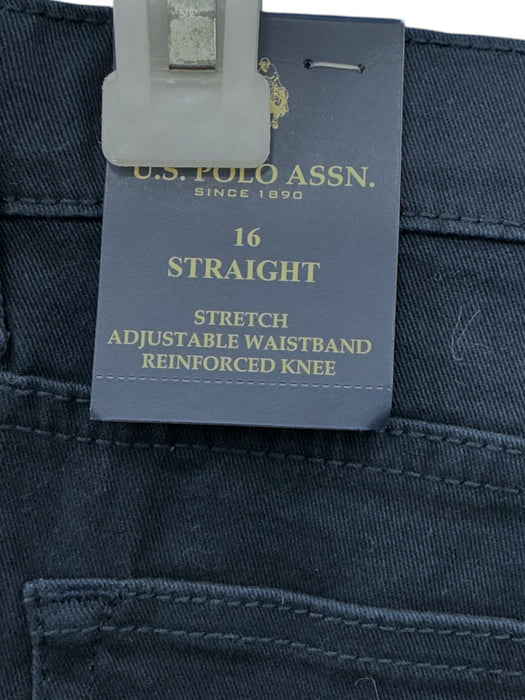 U.S. POLO ASSN.
SINCE 1890
16
STRAIGHT
STRETCH
ADJUSTABLE WAISTBAND
REINFORCED KNEE